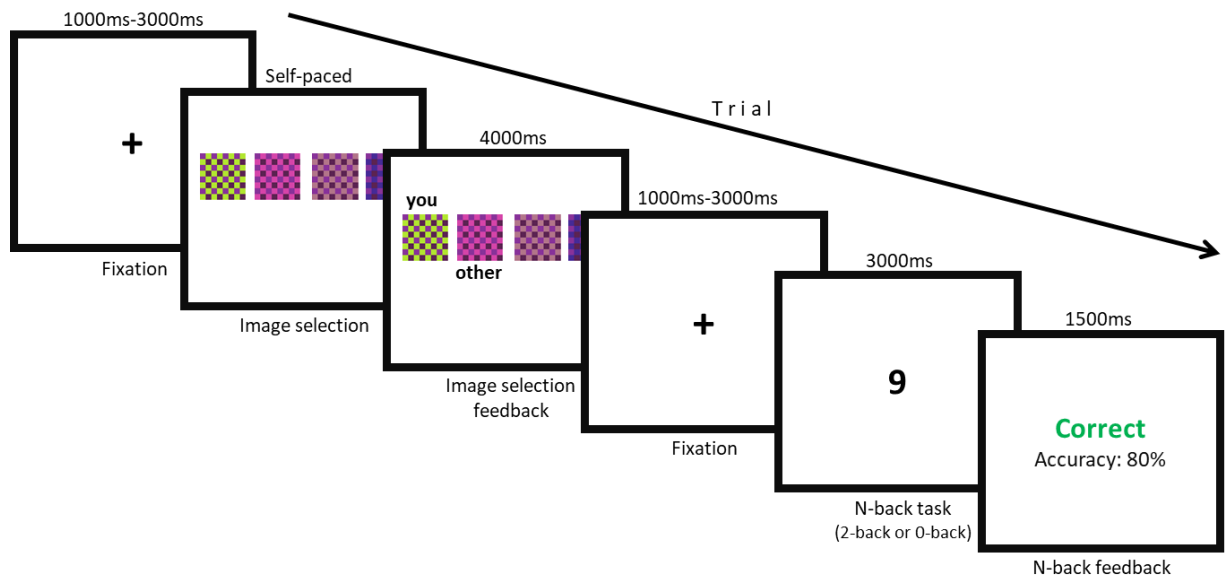 1000ms-3000ms
+
Fixation
Self-paced
Image selection
4000ms
you
other
Image selection
feedback
1000ms-3000ms
+
Fixation
3000ms
9
N-back task
(2-back or 0-back)
1500ms
Correct
Accuracy: 80%
N-back feedback
Trial